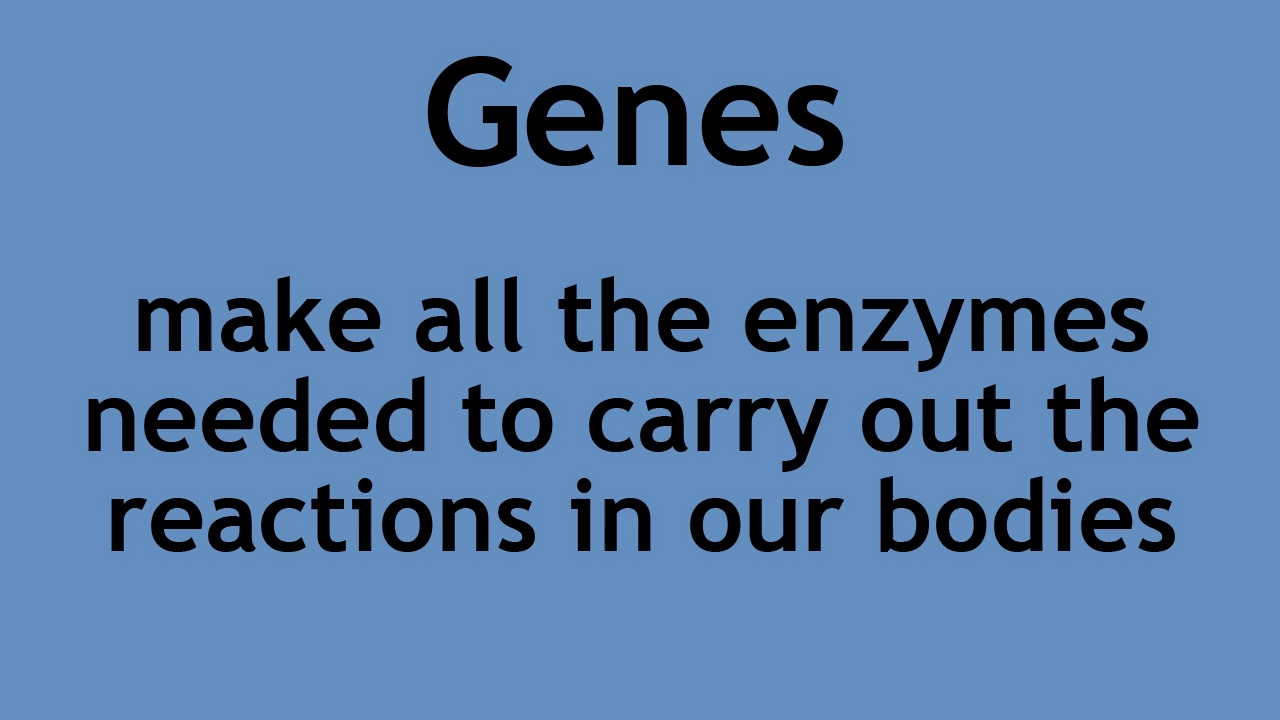 Genes
make all the enzymes
needed to carry out the
reactions in our bodies